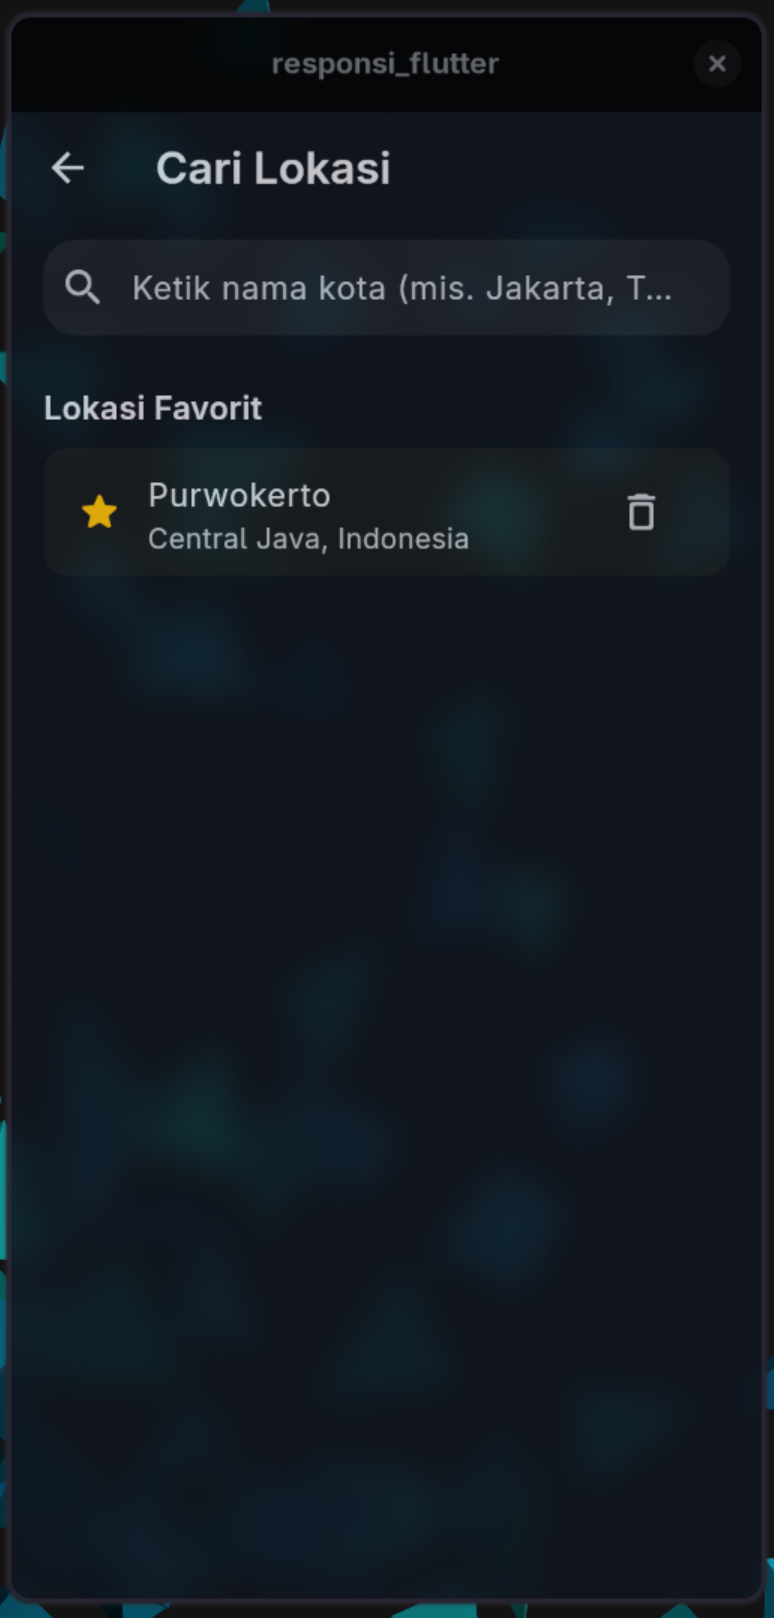 responsi_flutter
Cari Lokasi
Ketik nama kota (mis. Jakarta, T...
Lokasi Favorit
Purwokerto
Central Java, Indonesia